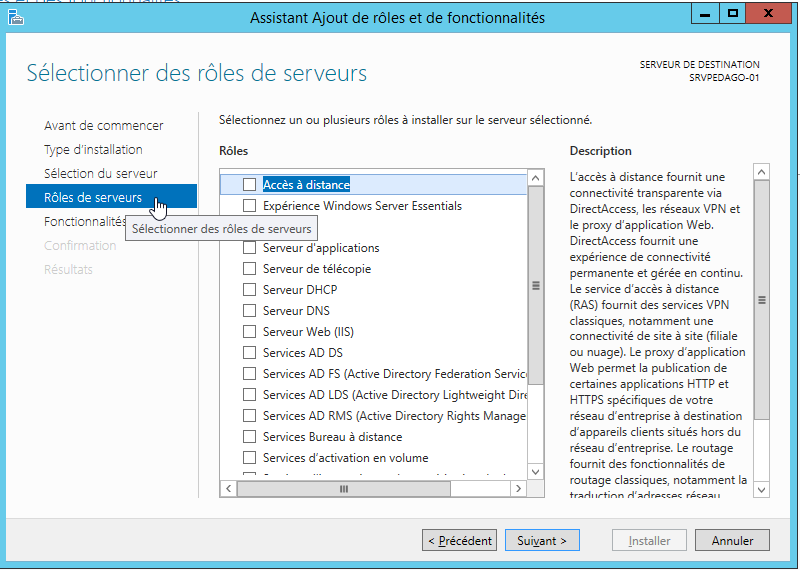 Assistant Ajout de rôles et de fonctionnalités
Sélectionner des rôles de serveurs
SERVEUR DE DESTINATION
SRVPEDAGO-01
Avant de commencer
Type d'installation
Sélection du serveur
Rôles de serveurs
Fonctionnalités
Confirmation
Résultats
Sélectionner des rôles de serveurs
Sélectionnez un ou plusieurs rôles à installer sur le serveur sélectionné.
Rôles
Accès à distance
Expérience Windows Server Essentials
Serveur d'applications
Serveur de télécopie
Serveur DHCP
Serveur DNS
Serveur Web (IIS)
Services AD DS
Services AD FS (Active Directory Federation Servic
Services AD LDS (Active Directory Lightweight Dire
Services AD RMS (Active Directory Rights Manage
Services Bureau à distance
Services d'activation en volume
Description
L'accès à distance fournit une
connectivité transparente via
DirectAccess, les réseaux VPN et
le proxy d'application Web.
DirectAccess fournit une
expérience de connectivité
permanente et gérée en continu.
Le service d'accès à distance
(RAS) fournit des services VPN
classiques, notamment une
connectivité de site à site (filiale
ou nuage). Le proxy d'application
Web permet la publication de
certaines applications HTTP et
HTTPS spécifiques de votre
réseau d'entreprise à destination
d'appareils clients situés hors du
réseau d'entreprise. Le routage
fournit des fonctionnalités de
routage classiques, notamment la
traduction d'adresses réseau
< Précédent
Suivant >
Installer
Annuler